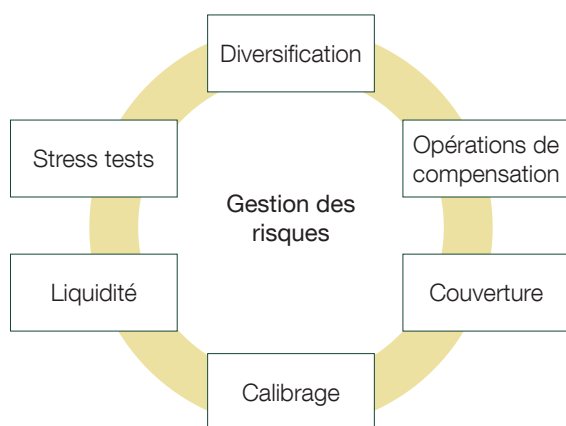 Diversification
Opérations de
compensation
Stress tests
Gestion des
risques
Liquidité
Couverture
Calibrage